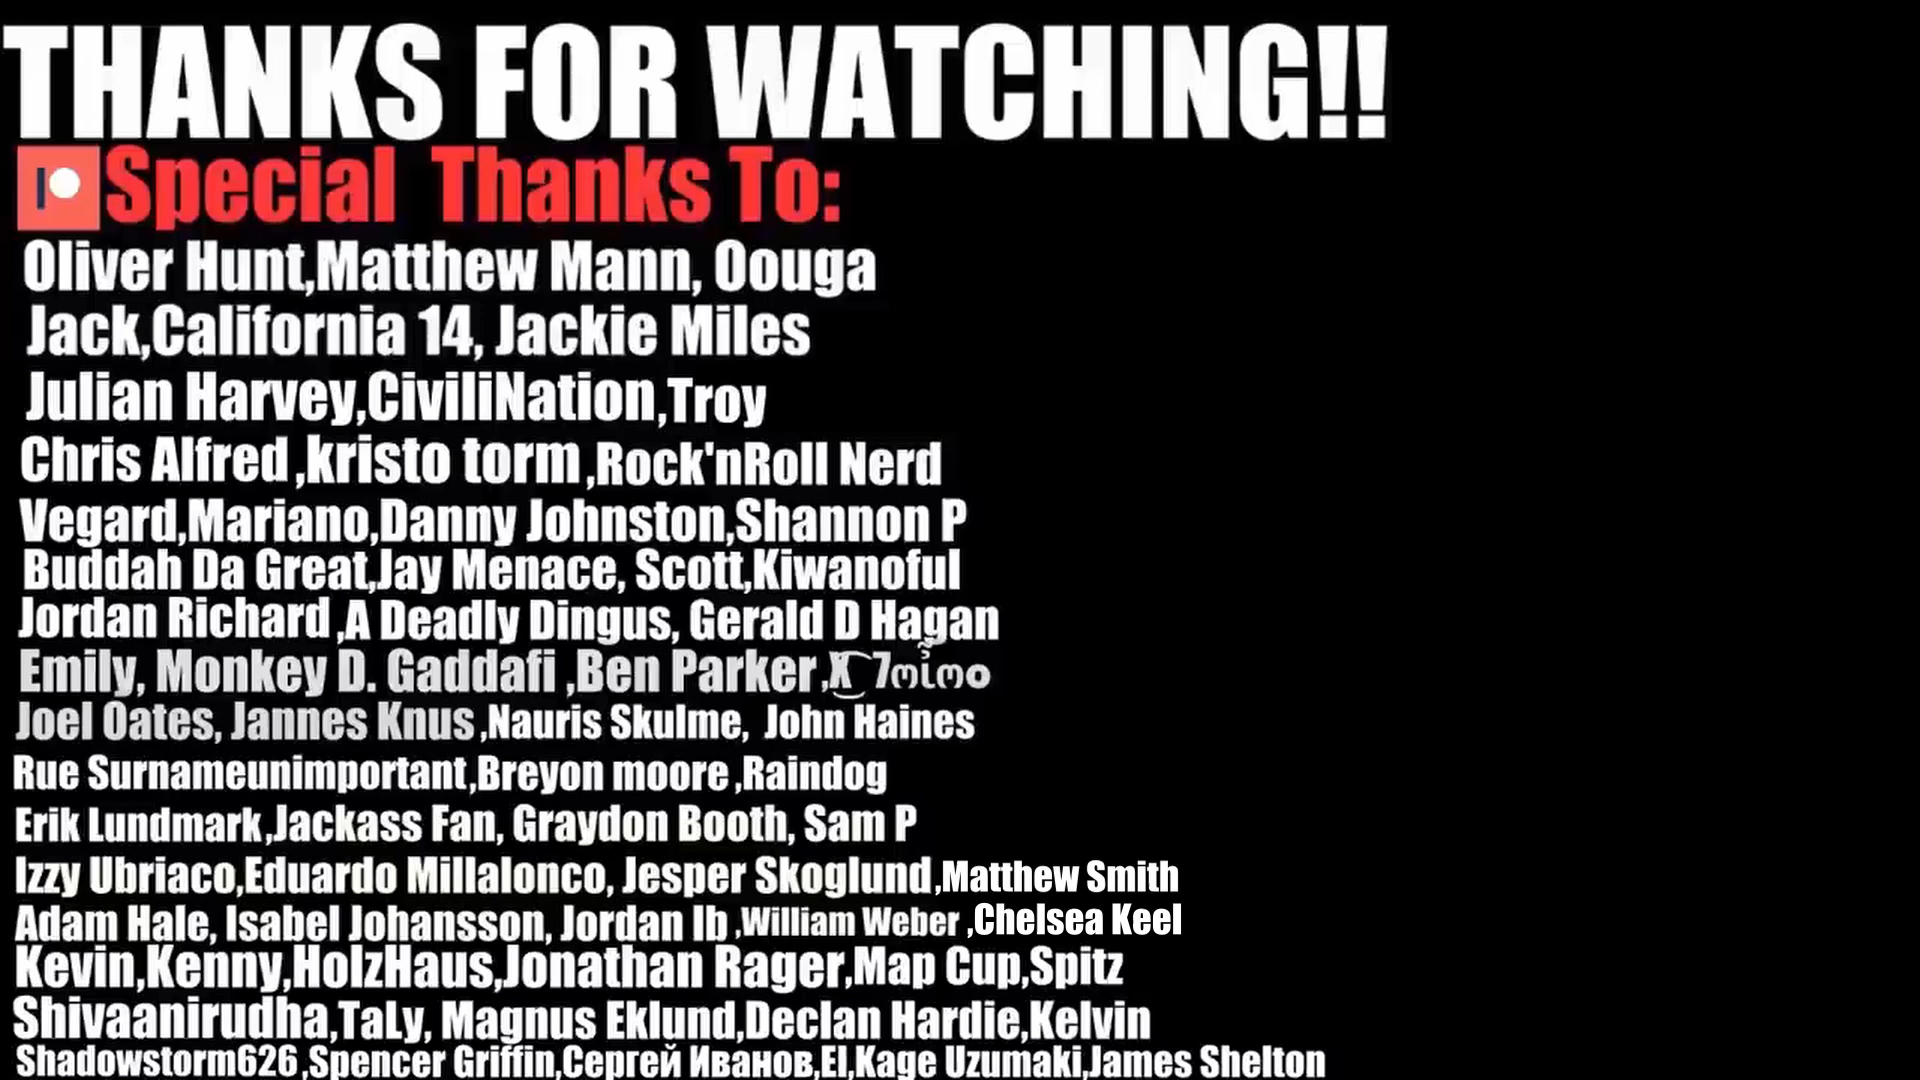 THANKS FOR WATCHING!!
Special Thanks To:
Oliver Hunt,Matthew Mann, Oouga
Jack,California 14, Jackie Miles
Julian Harvey,CiviliNation,Troy
Chris Alfred ,kristo torm ,Rock'nRoll Nerd
Vegard,Mariano,Danny Johnston,Shannon P
Buddah Da Great,Jay Menace, Scott,Kiwanoful
Jordan Richard ,A Deadly Dingus, Gerald D Hagan
Emily, Monkey D. Gaddafi ,Ben Parker,
Joel Oates, Jannes Knus ,Nauris Skulme, John Haines
Rue Surnameunimportant,Breyon moore ,Raindog
Erik Lundmark,Jackass Fan, Graydon Booth, Sam P
Izzy Ubriaco,Eduardo Millalonco, Jesper Skoglund,Matthew Smith
Adam Hale, Isabel Johansson, Jordan Ib ,William Weber ,Chelsea Keel
Kevin,Kenny,HolzHaus,Jonathan Rager,Map Cup,Spitz
Shivaanirudha,TaLy, Magnus Eklund,Declan Hardie,Kelvin
Shadowstorm626,Spencer Griffin,Сергей Иванов,El,Kage Uzumaki,James Shelton